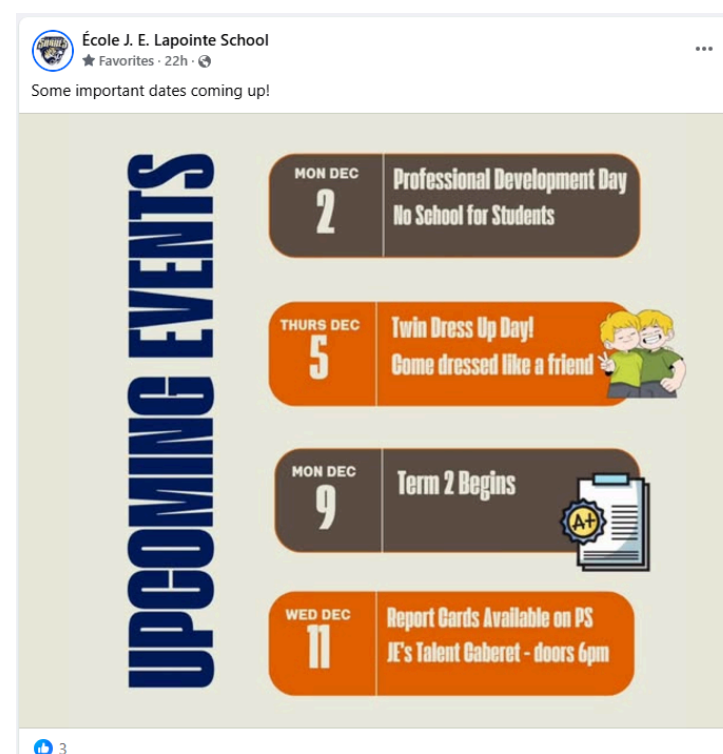 École J. E. Lapointe School
Favorites · 22h ·
Some important dates coming up!
UPCOMING EVENTS
MON DEC
2
Professional Development Day
No School for Students
THURS DEC
5
Twin Dress Up Day!
Come dressed like a friend
MON DEC
9
Term 2 Begins
A+
WED DEC
11
Report Cards Available on PS
JE's Talent Caberet - doors 6pm
3